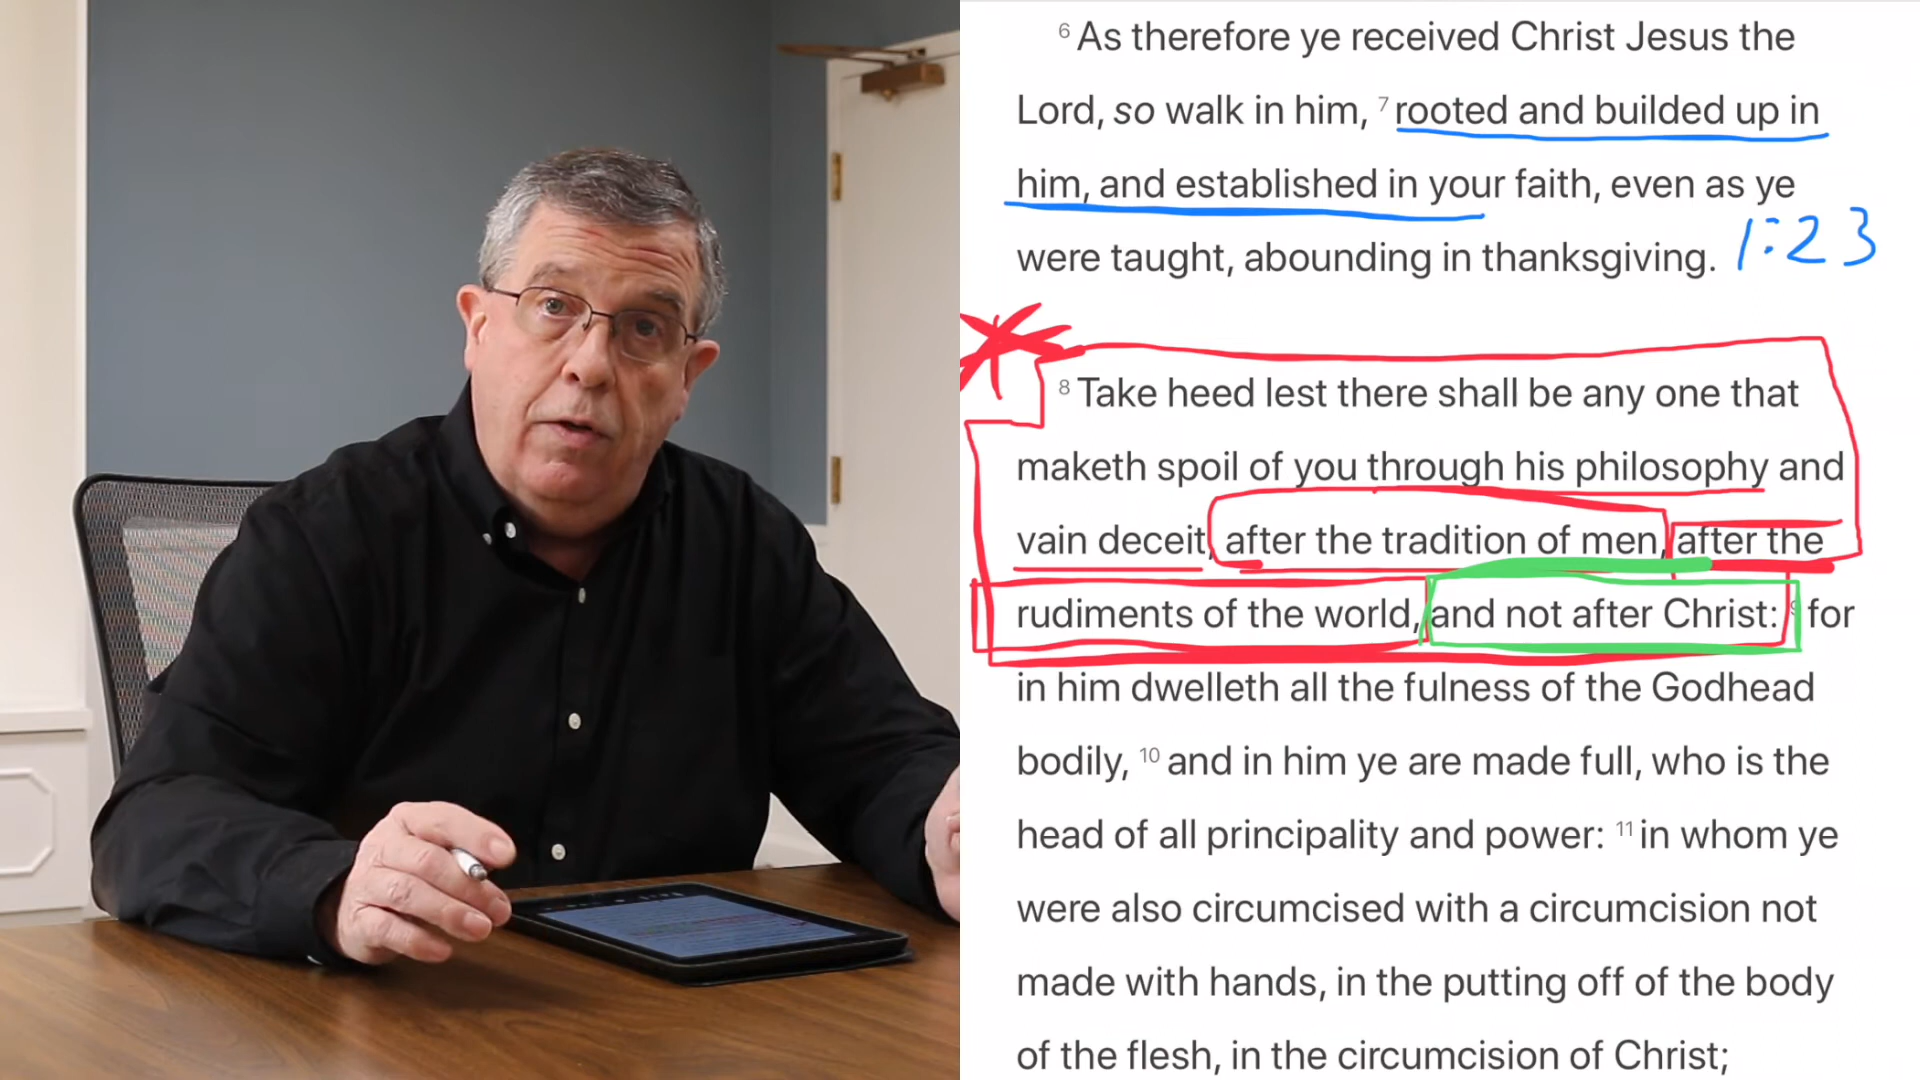 6 As therefore ye received Christ Jesus the
Lord, so walk in him, 7 rooted and builded up in
him, and established in your faith, even as ye
were taught, abounding in thanksgiving.
1:23
8 Take heed lest there shall be any one that
maketh spoil of you through his philosophy and
vain deceit, after the tradition of men, after the
rudiments of the world, and not after Christ: 9 for
in him dwelleth all the fulness of the Godhead
bodily, 10 and in him ye are made full, who is the
head of all principality and power: 11 in whom ye
were also circumcised with a circumcision not
made with hands, in the putting off of the body
of the flesh, in the circumcision of Christ;